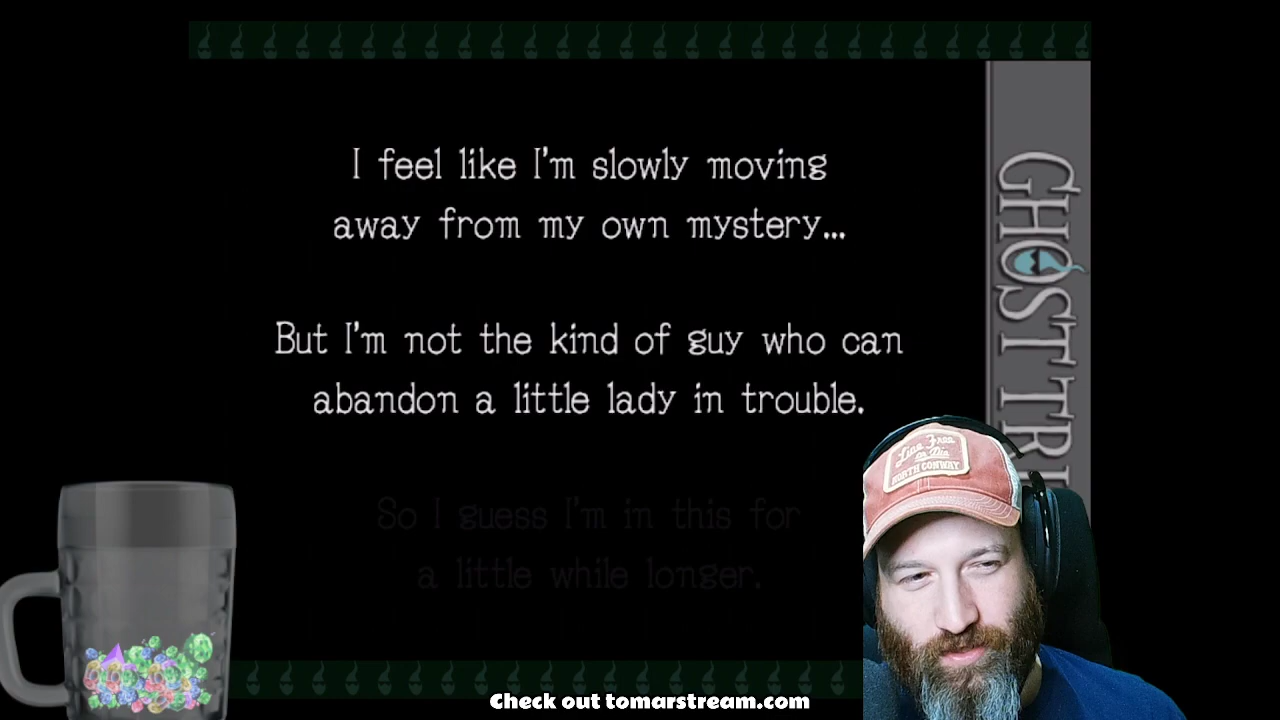 I feel like I'm slowly moving
away from my own mystery...
But I'm not the kind of guy who can
abandon a little lady in trouble.
So I guess I'm in this for
a little while longer.
GHOST TRI
Live Free
or Die
NORTH CONWAY
Check out tomarstream.com